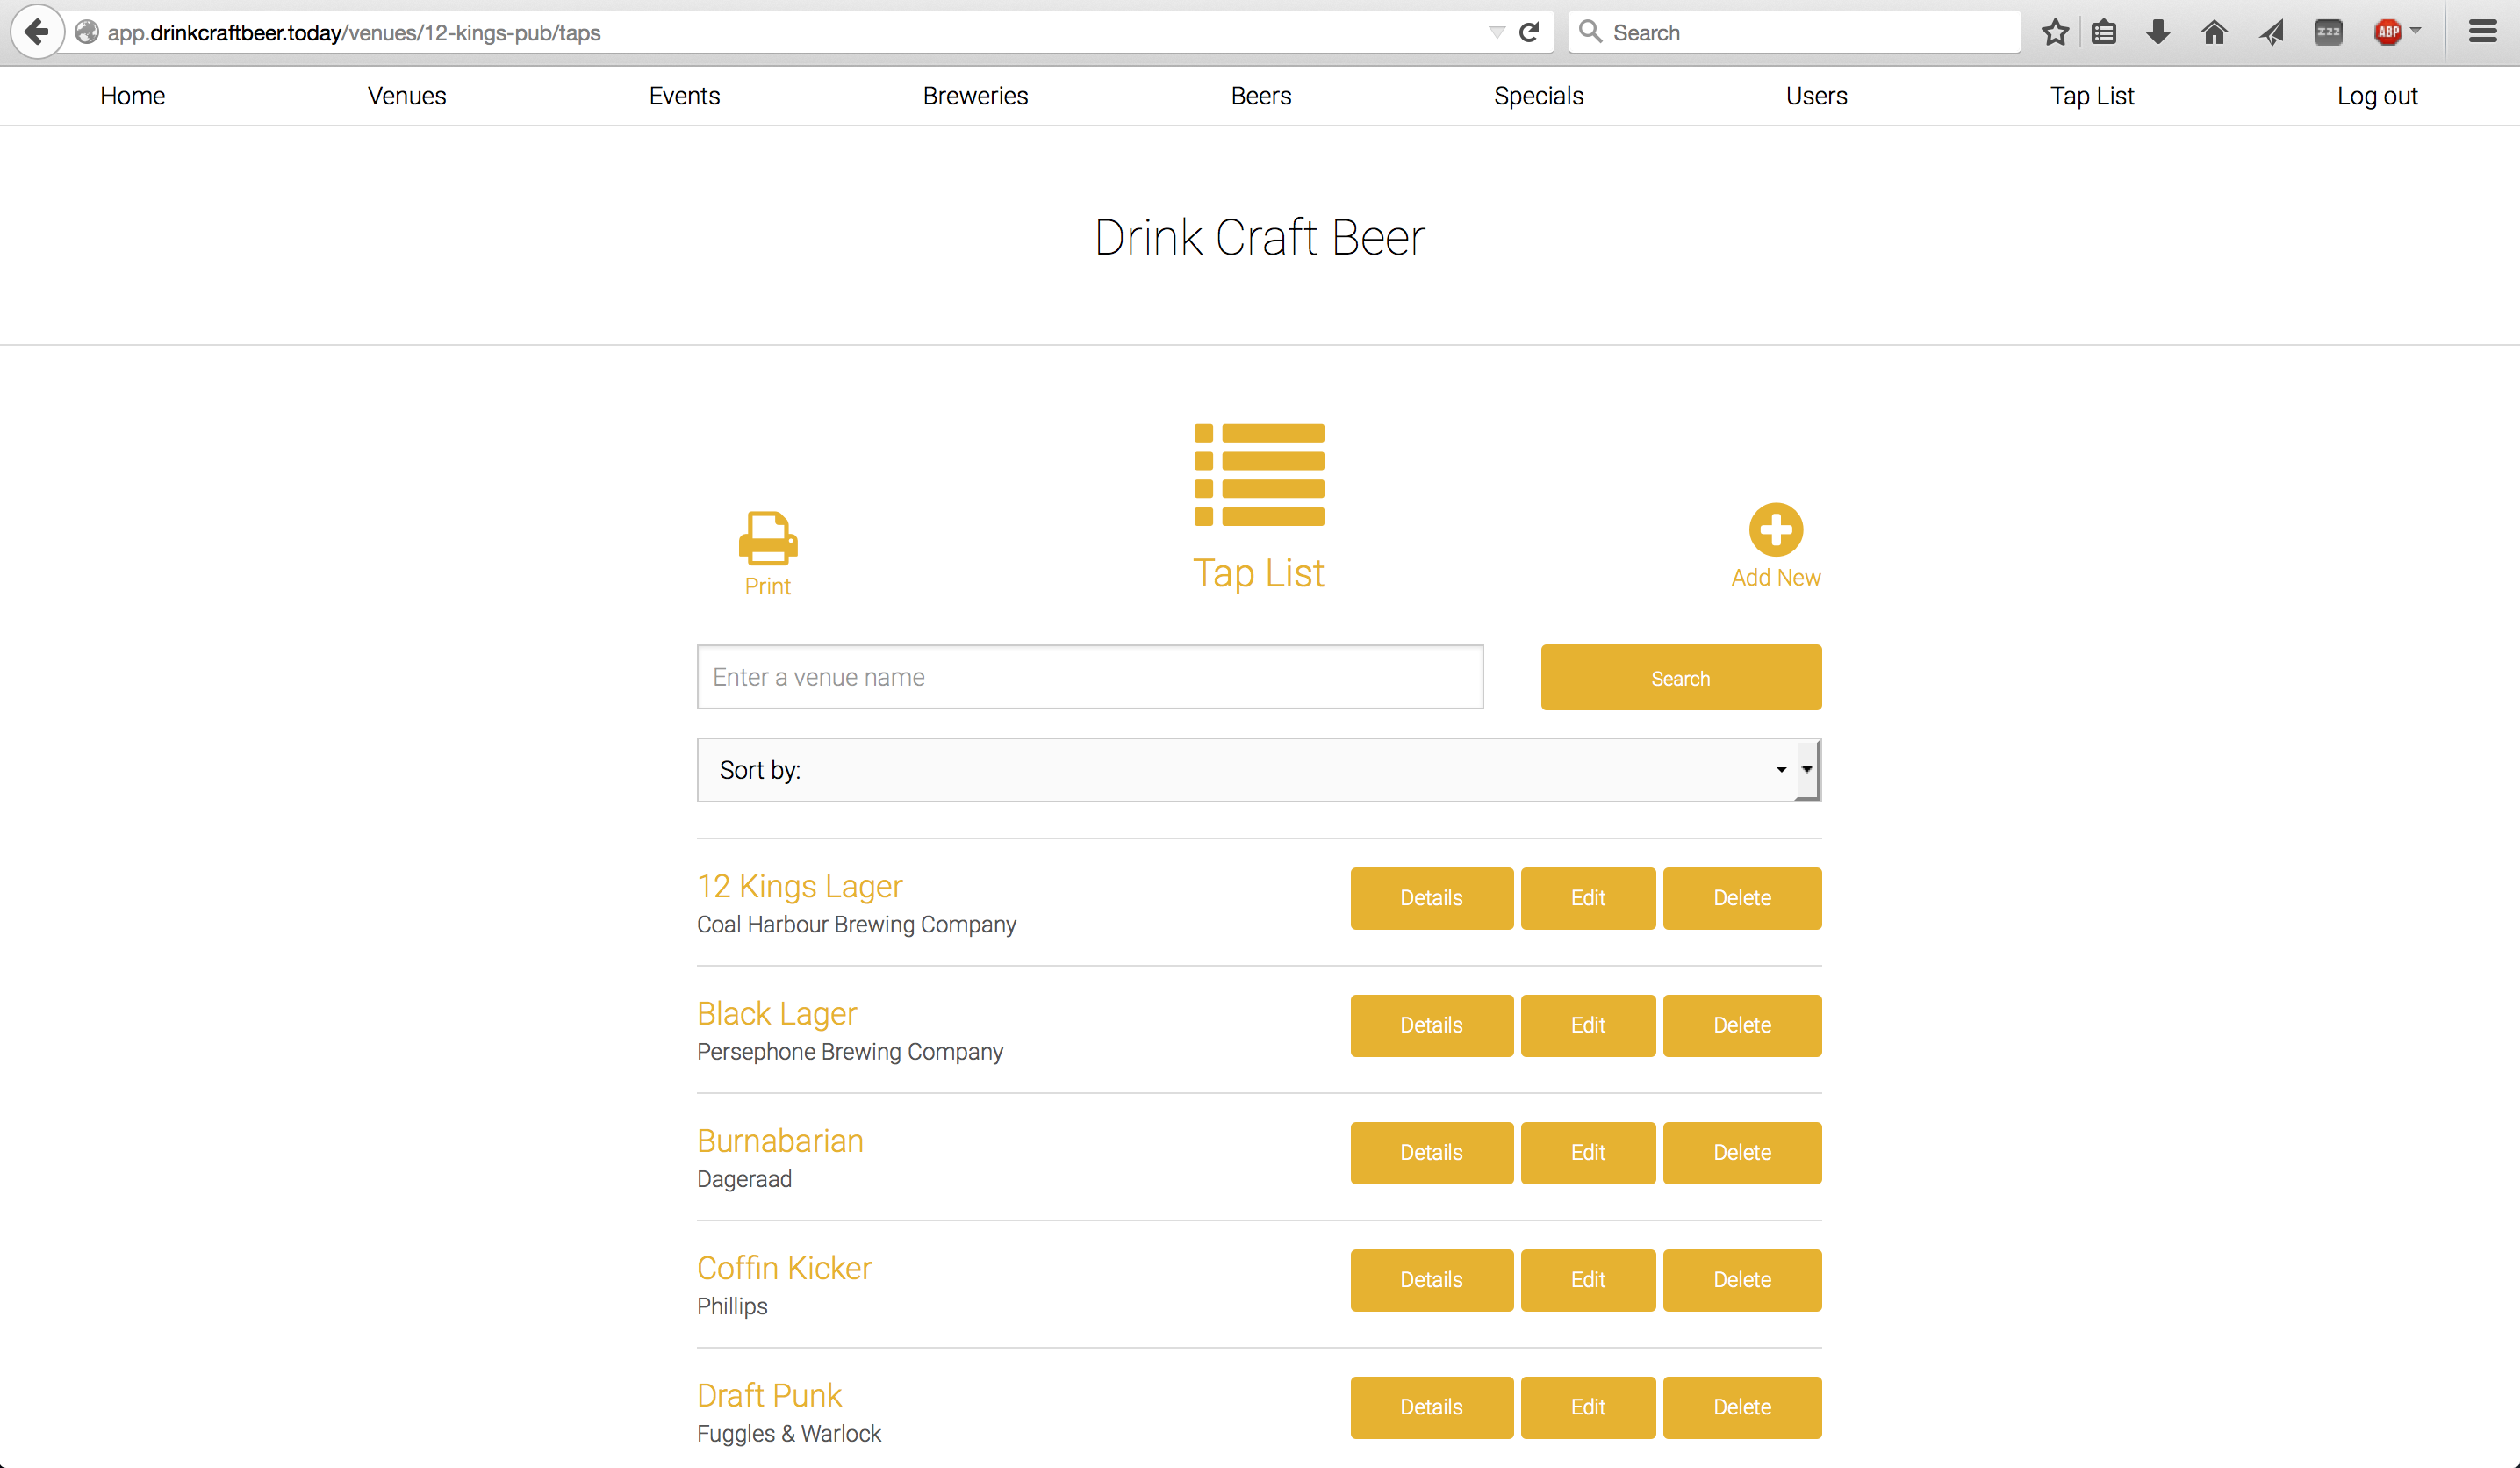 app.drinkcraftbeer.today/venues/12-kings-pub/taps
Search
zzz
ABP
Home Venues Events Breweries Beers Specials Users Tap List Log out
Drink Craft Beer
Print
Tap List
Add New
Enter a venue name
Search
Sort by:
12 Kings Lager
Coal Harbour Brewing Company
Details Edit Delete
Black Lager
Persephone Brewing Company
Details Edit Delete
Burnabarian
Dageraad
Details Edit Delete
Coffin Kicker
Phillips
Details Edit Delete
Draft Punk
Fuggles & Warlock
Details Edit Delete